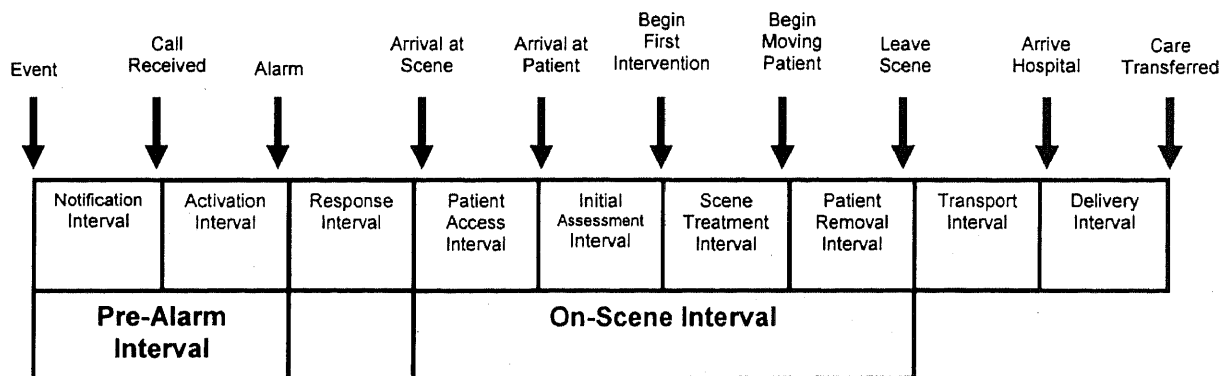 Event
Call
Received
Alarm
Arrival at
Scene
Arrival at
Patient
Begin
First
Intervention
Begin
Moving
Patient
Leave
Scene
Arrive
Hospital
Care
Transferred
Notification
Interval
Activation
Interval
Response
Interval
Patient
Access
Interval
Initial
Assessment
Interval
Scene
Treatment
Interval
Patient
Removal
Interval
Transport
Interval
Delivery
Interval
Pre-Alarm
Interval
On-Scene Interval